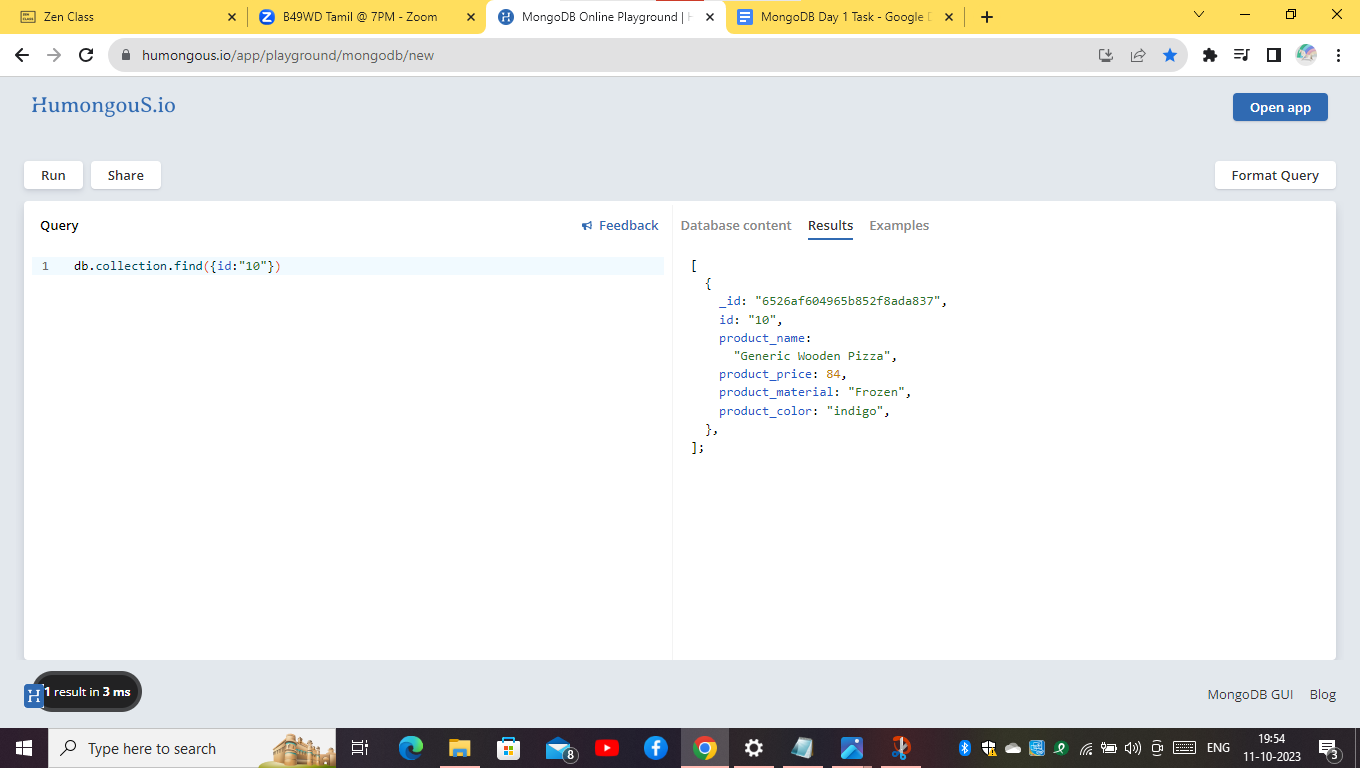 Zen Class
B49WD Tamil @ 7PM - Zoom
MongoDB Online Playground |
MongoDB Day 1 Task - Google
humongous.io/app/playground/mongodb/new
HumongouS.io
Open app
Run
Share
Format Query
Query
Feedback
Database content
Results
Examples
1 db.collection.find({id:"10"})
[
{
_id: "6526af604965b852f8ada837",
id: "10",
product_name:
"Generic Wooden Pizza",
product_price: 84,
product_material: "Frozen",
product_color: "indigo",
},
];
1 result in 3 ms
MongoDB GUI
Blog
Type here to search
8
ENG
19:54
11-10-2023
3